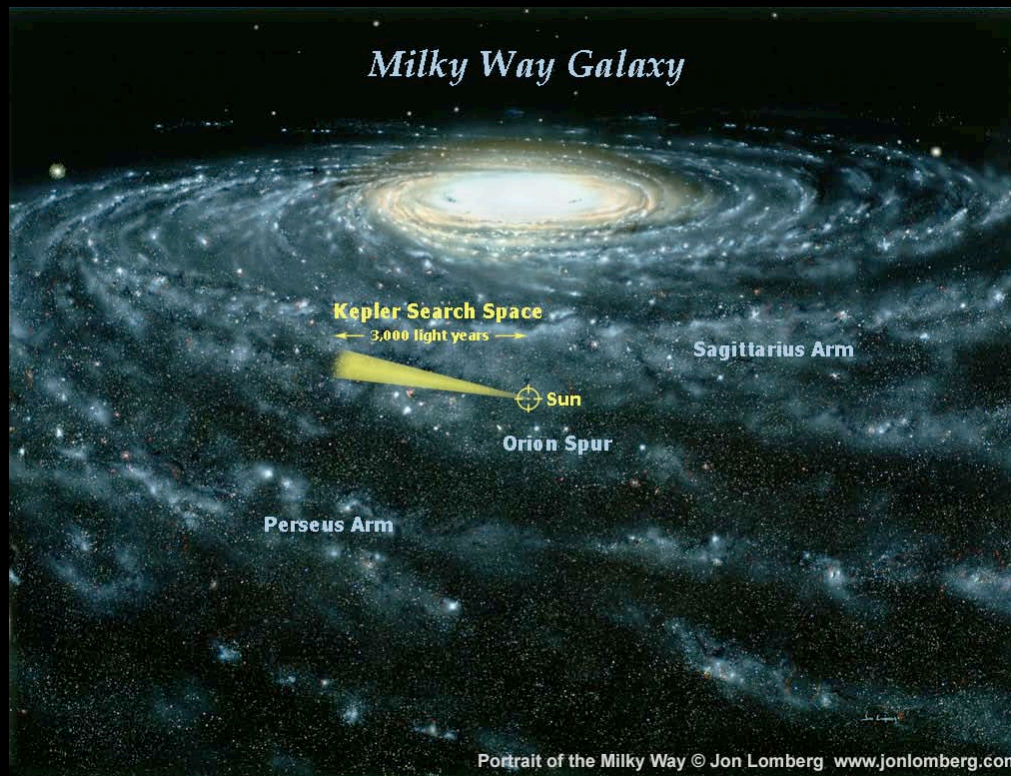 Milky Way Galaxy
Kepler Search Space
3,000 light years
Sagittarius Arm
Sun
Orion Spur
Perseus Arm
Portrait of the Milky Way © Jon Lomberg www.jonlomberg.com